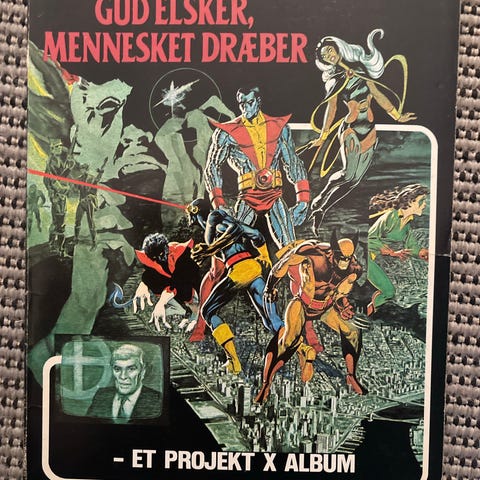 GUD ELSKER,
MENNESKET DRÆBER
– ET PROJEKT X ALBUM